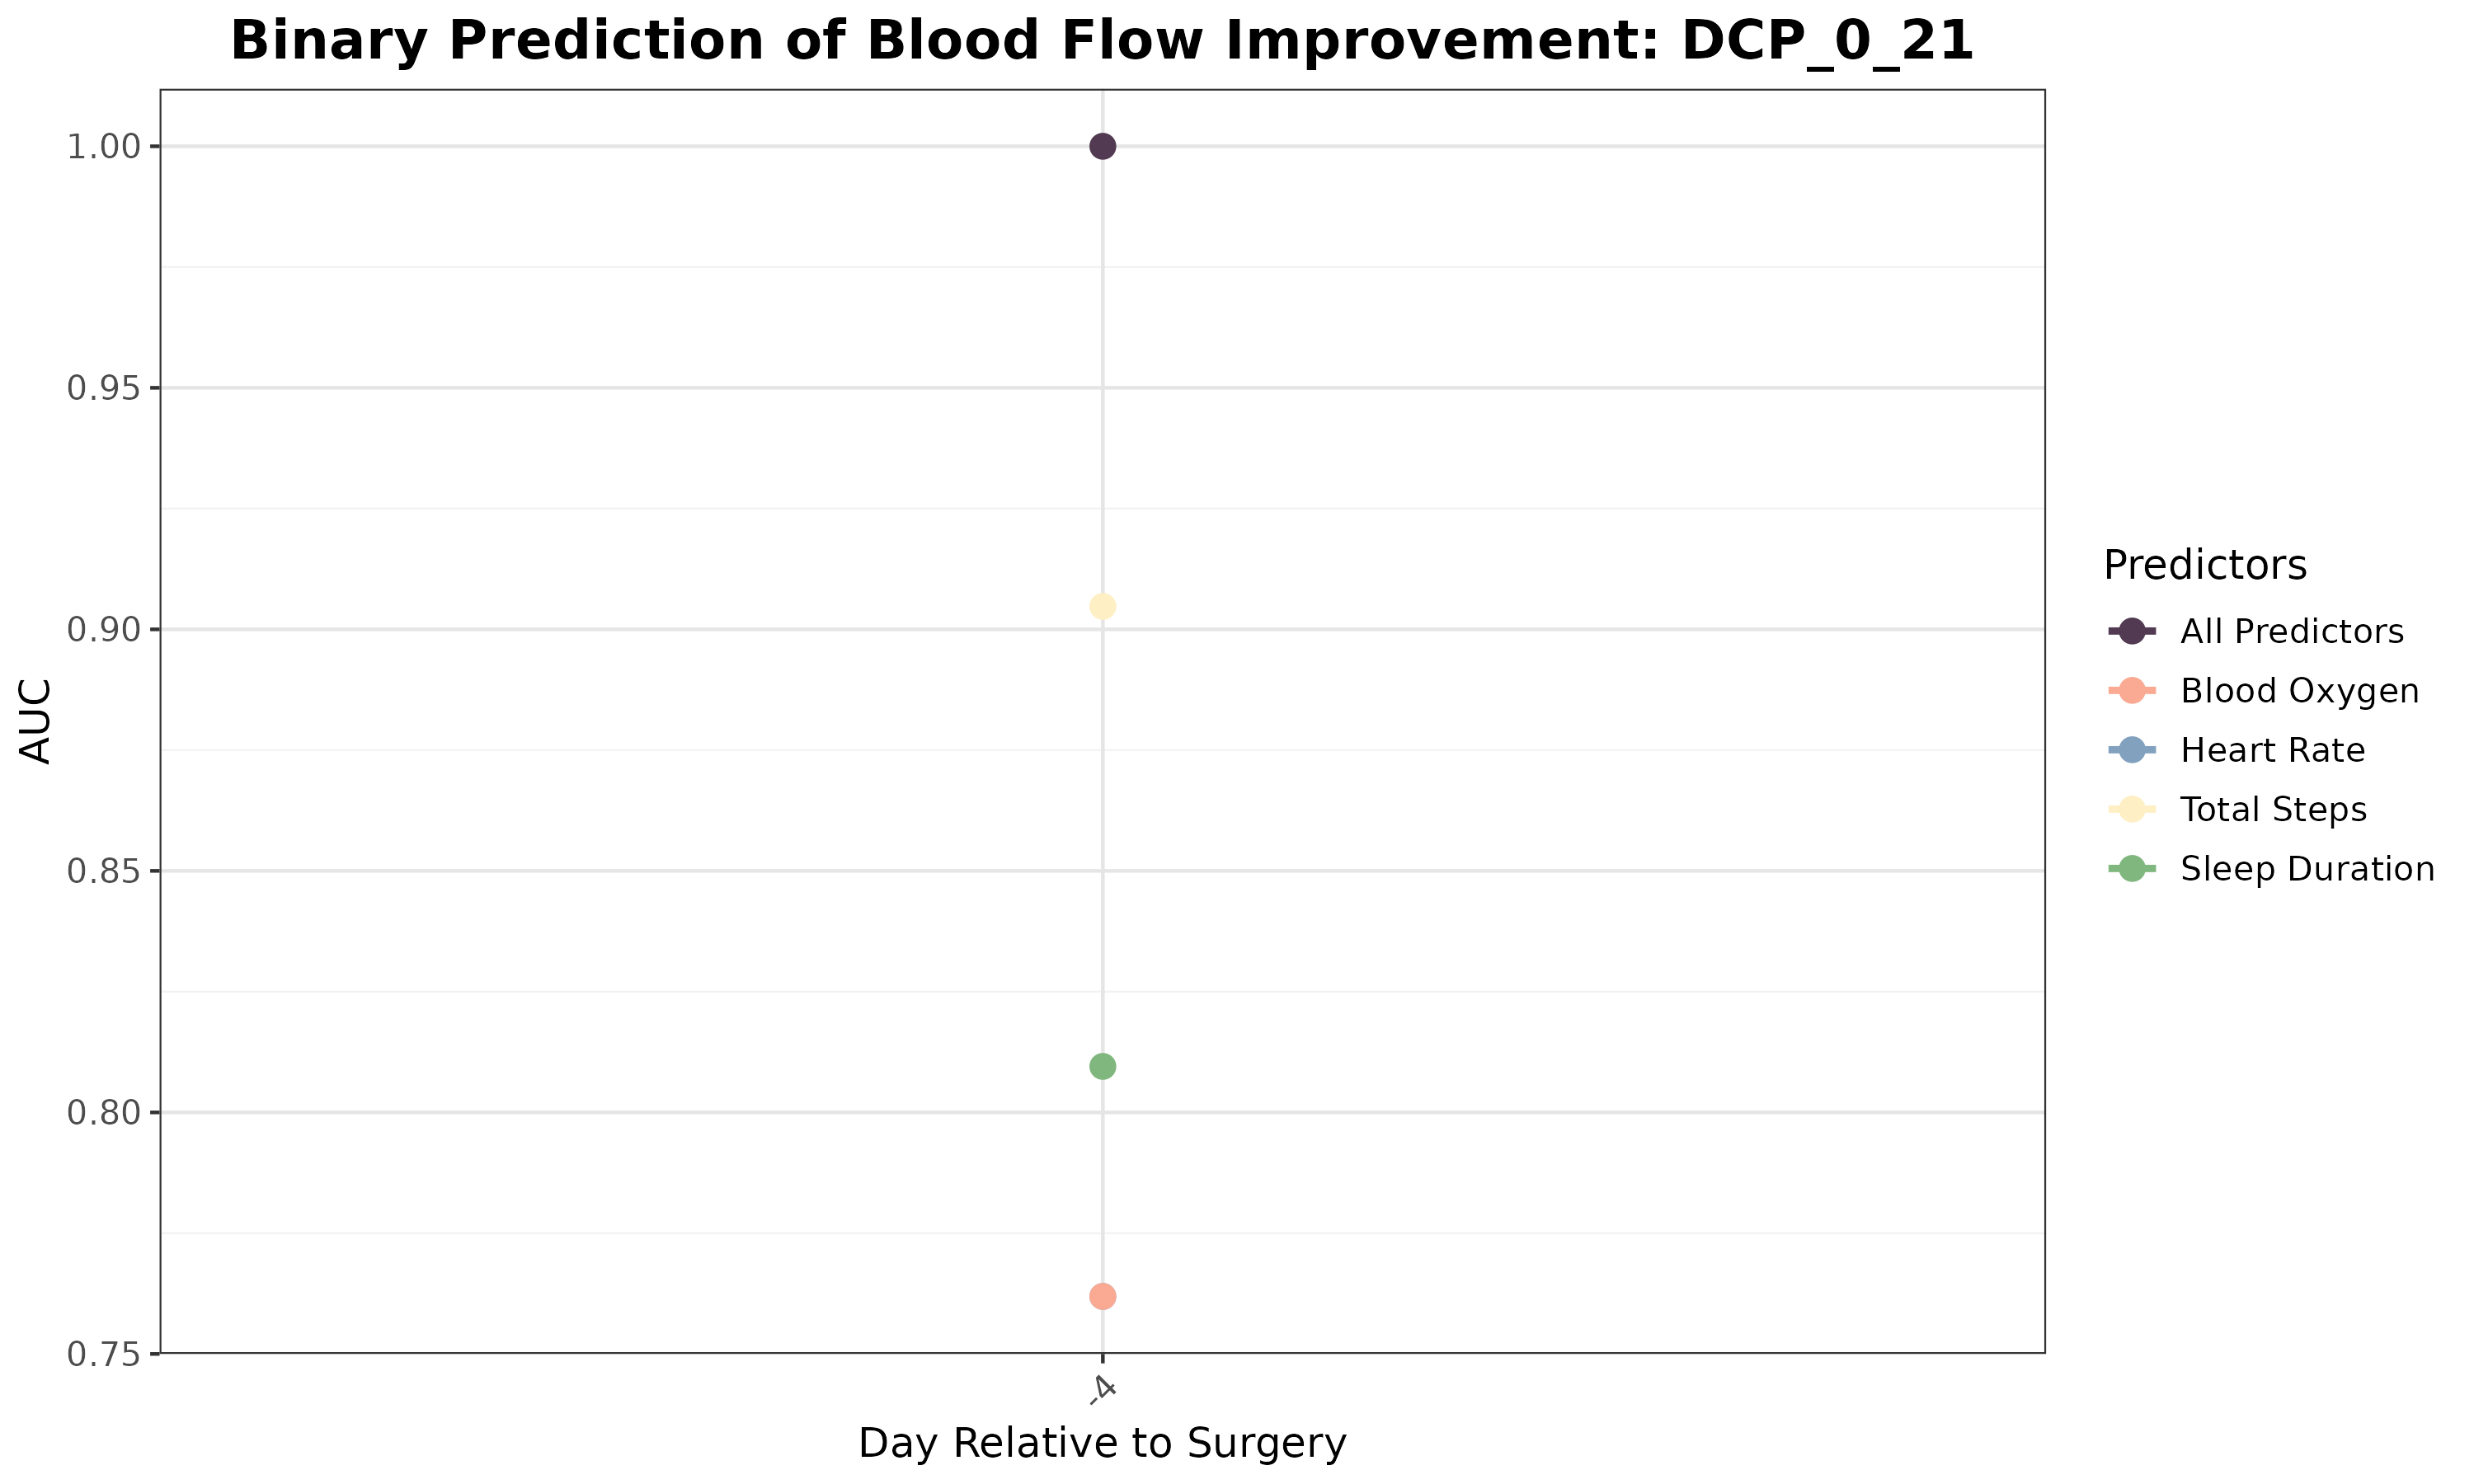 Binary Prediction of Blood Flow Improvement: DCP_0_21
1.00
0.95
0.90
0.85
0.80
0.75
AUC
-4
Day Relative to Surgery
Predictors
All Predictors
Blood Oxygen
Heart Rate
Total Steps
Sleep Duration